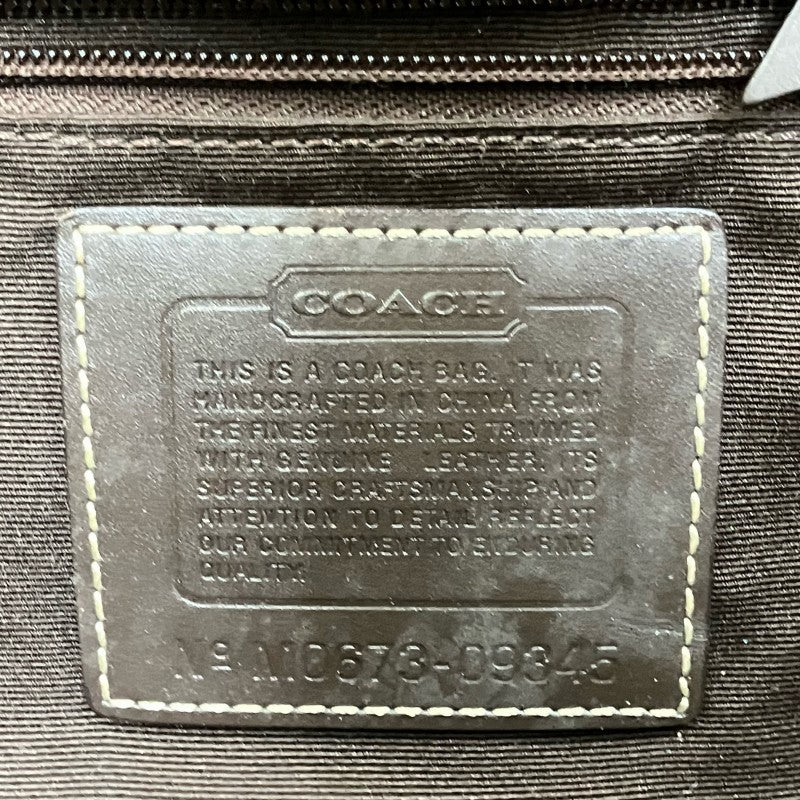 COACH
THIS IS A COACH BAG. IT WAS
HANDCRAFTED IN CHINA FROM
THE FINEST MATERIALS TRIMMED
WITH GENUINE LEATHER. ITS
SUPERIOR CRAFTSMANSHIP AND
ATTENTION TO DETAIL REFLECT
OUR COMMITMENT TO ENDURING
QUALITY.
Nº M0673-09345